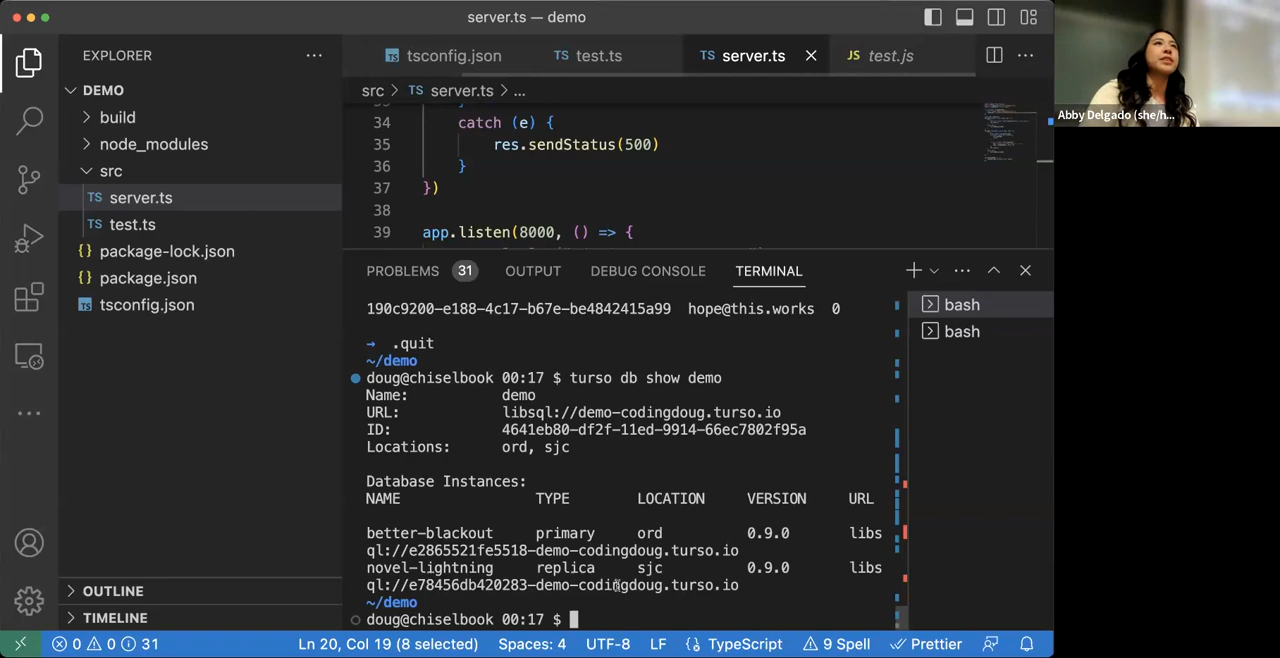 server.ts — demo
EXPLORER
tsconfig.json
test.ts
server.ts
test.js
DEMO
build
node_modules
src
server.ts
test.ts
package-lock.json
package.json
tsconfig.json
OUTLINE
TIMELINE
src > TS server.ts > ...
34 catch (e) {
35 res.sendStatus(500)
36 }
37 })
38
39 app.listen(8000, () => {
PROBLEMS 31 OUTPUT DEBUG CONSOLE TERMINAL
190c9200-e188-4c17-b67e-be4842415a99 hope@this.works 0
→ .quit
~/demo
doug@chiselbook 00:17 $ turso db show demo
Name: demo
URL: libsql://demo-codingdoug.turso.io
ID: 4641eb80-df2f-11ed-9914-66ec7802f95a
Locations: ord, sjc
Database Instances:
NAME TYPE LOCATION VERSION URL
better-blackout primary ord 0.9.0 libs
ql://e2865521fe5518-demo-codingdoug.turso.io
novel-lightning replica sjc 0.9.0 libs
ql://e78456db420283-demo-codingdoug.turso.io
~/demo
doug@chiselbook 00:17 $
bash
bash
0 0 31 Ln 20, Col 19 (8 selected) Spaces: 4 UTF-8 LF {} TypeScript 9 Spell Prettier
Abby Delgado (she/h...